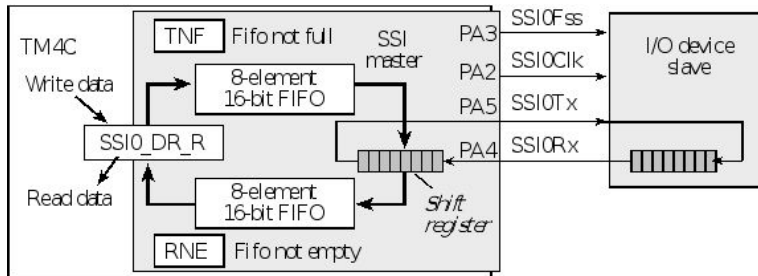 TM4C
TNF
Fifo not full
SSI
master
PA3
SSI0Fss
I/O device
slave
Write data
8-element
16-bit FIFO
PA2
SSI0Clk
PA5
SSI0Tx
SSI0_DR_R
PA4
SSI0Rx
Read data
8-element
16-bit FIFO
Shift
register
RNE
Fifo not empty